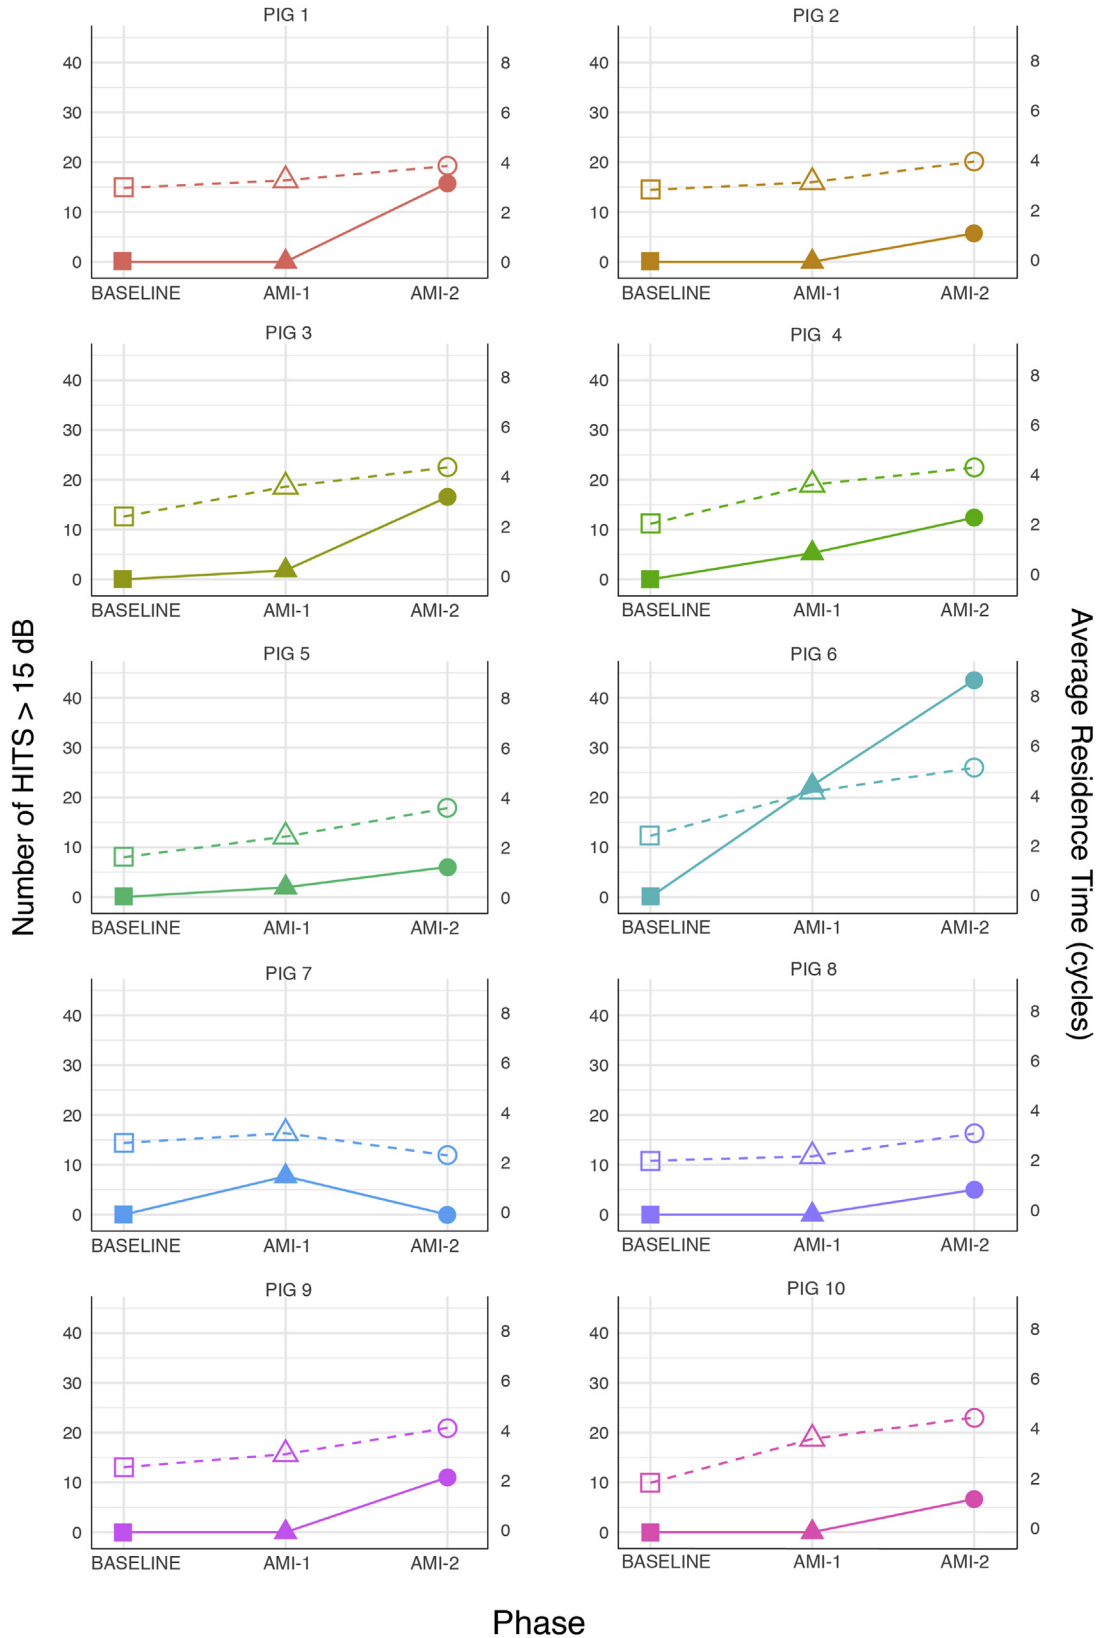 PIG 1
PIG 2
40 8 40 8
30 6 30 6
20 4 20 4
10 2 10 2
0 0 0 0
BASELINE AMI-1 AMI-2 BASELINE AMI-1 AMI-2
PIG 3
PIG 4
40 8 40 8
30 6 30 6
20 4 20 4
10 2 10 2
0 0 0 0
BASELINE AMI-1 AMI-2 BASELINE AMI-1 AMI-2
Number of HITS > 15 dB
Average Residence Time (cycles)
PIG 5
PIG 6
40 8 40 8
30 6 30 6
20 4 20 4
10 2 10 2
0 0 0 0
BASELINE AMI-1 AMI-2 BASELINE AMI-1 AMI-2
PIG 7
PIG 8
40 8 40 8
30 6 30 6
20 4 20 4
10 2 10 2
0 0 0 0
BASELINE AMI-1 AMI-2 BASELINE AMI-1 AMI-2
PIG 9
PIG 10
40 8 40 8
30 6 30 6
20 4 20 4
10 2 10 2
0 0 0 0
BASELINE AMI-1 AMI-2 BASELINE AMI-1 AMI-2
Phase